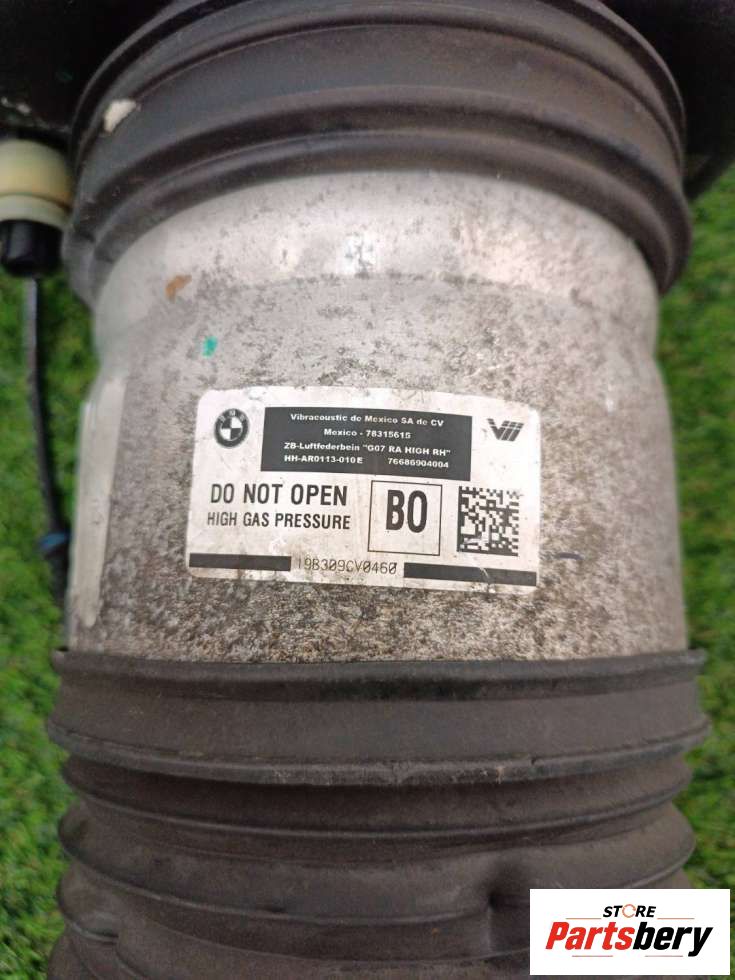 BMW
Vibracoustic de Mexico SA de CV
Mexico - 78315615
ZB-Luftfederbein "G07 RA HIGH RH"
HH-AR0113-010E 76686904004
DO NOT OPEN
HIGH GAS PRESSURE
BO
19B309CV0460
STORE
Partsbery